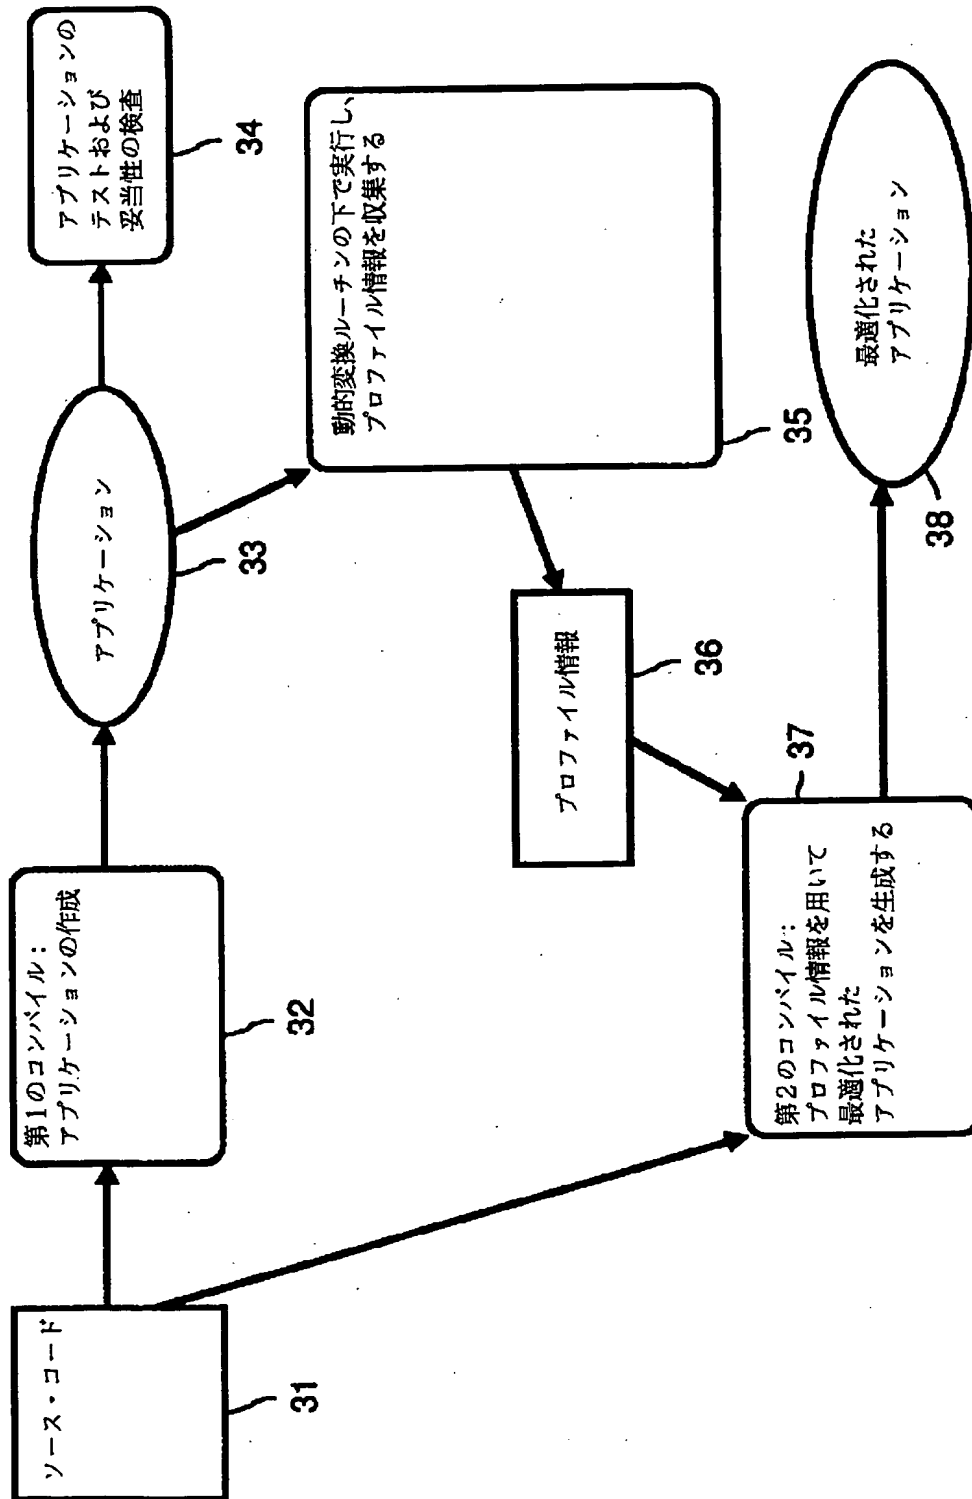 ソース・コード
31
第1のコンパイル：
アプリケーションの作成
32
アプリケーション
33
アプリケーションの
テストおよび
妥当性の検査
34
動的変換ルーチンの下で実行し、
プロファイル情報を収集する
35
プロファイル情報
36
第2のコンパイル：
プロファイル情報を用いて
最適化された
アプリケーションを生成する
37
最適化された
アプリケーション
38